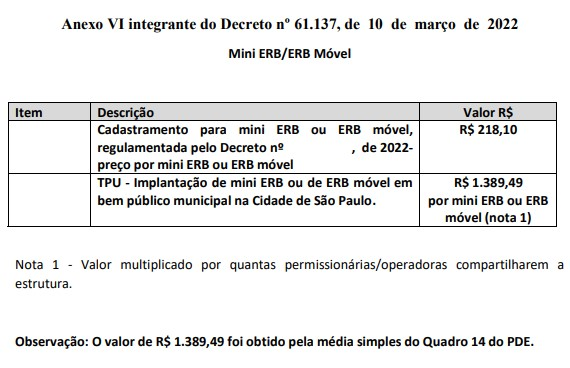 Anexo VI integrante do Decreto nº 61.137, de 10 de março de 2022
Mini ERB/ERB Móvel
Item Descrição Valor R$
Cadastramento para mini ERB ou ERB móvel, R$ 218,10
regulamentada pelo Decreto nº , de 2022-
preço por mini ERB ou ERB móvel
TPU - Implantação de mini ERB ou de ERB móvel em R$ 1.389,49
bem público municipal na Cidade de São Paulo. por mini ERB ou ERB
móvel (nota 1)
Nota 1 - Valor multiplicado por quantas permissionárias/operadoras compartilharem a
estrutura.
Observação: O valor de R$ 1.389,49 foi obtido pela média simples do Quadro 14 do PDE.